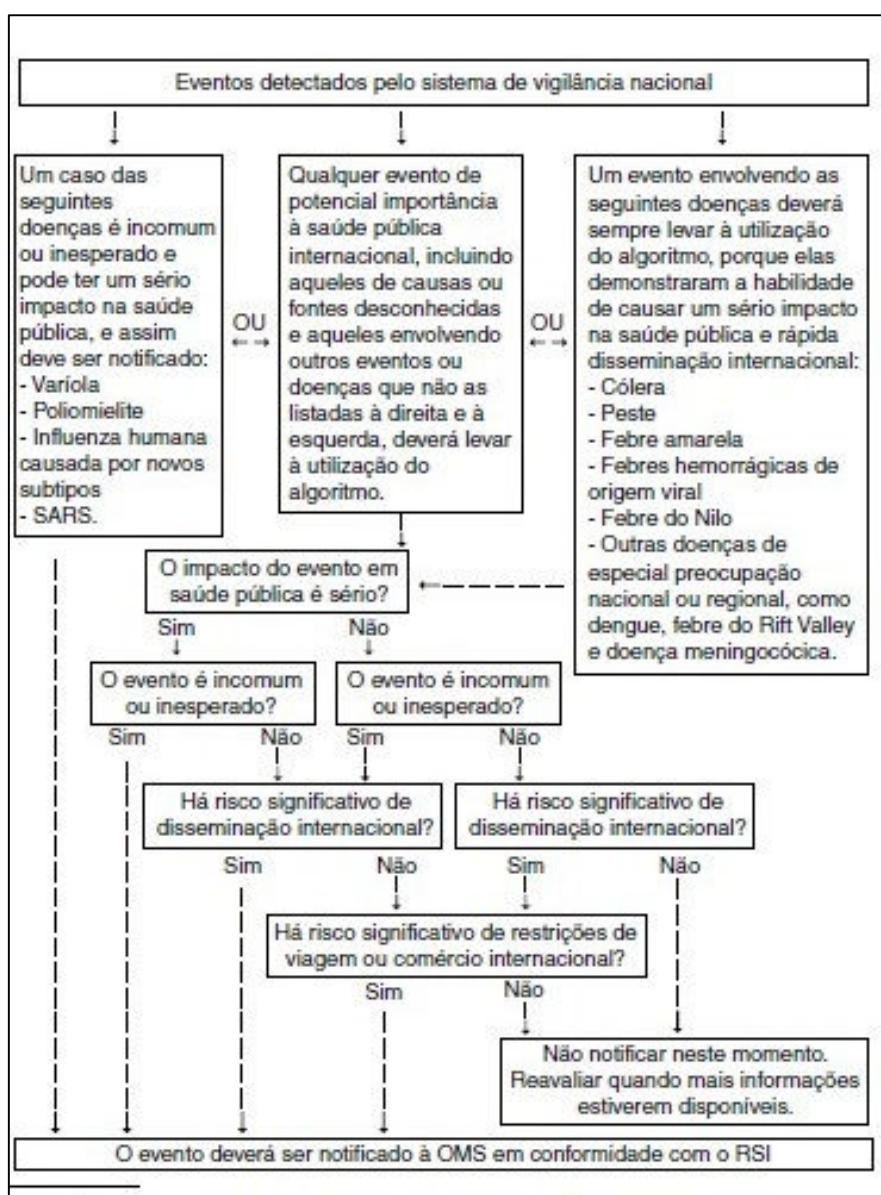 Eventos detectados pelo sistema de vigilância nacional
Um caso das
seguintes
doenças é incomum
ou inesperado e
pode ter um sério
impacto na saúde
pública, e assim
deve ser notificado:
- Varíola
- Poliomielite
- Influenza humana
causada por novos
subtipos
- SARS.
OU
Qualquer evento de
potencial importância
à saúde pública
internacional, incluindo
aqueles de causas ou
fontes desconhecidas
e aqueles envolvendo
outros eventos ou
doenças que não as
listadas à direita e à
esquerda, deverá levar
à utilização do
algoritmo.
OU
Um evento envolvendo as
seguintes doenças deverá
sempre levar à utilização
do algoritmo, porque elas
demonstraram a habilidade
de causar um sério impacto
na saúde pública e rápida
disseminação internacional:
- Cólera
- Peste
- Febre amarela
- Febres hemorrágicas de
origem viral
- Febre do Nilo
- Outras doenças de
especial preocupação
nacional ou regional, como
dengue, febre do Rift Valley
e doença meningocócica.
O impacto do evento em
saúde pública é sério?
Sim Não
O evento é incomum
ou inesperado?
O evento é incomum
ou inesperado?
Sim Não Sim Não
Há risco significativo de
disseminação internacional?
Há risco significativo de
disseminação internacional?
Sim Não Sim Não
Há risco significativo de restrições de
viagem ou comércio internacional?
Sim Não
Não notificar neste momento.
Reavaliar quando mais informações
estiverem disponíveis.
O evento deverá ser notificado à OMS em conformidade com o RSI